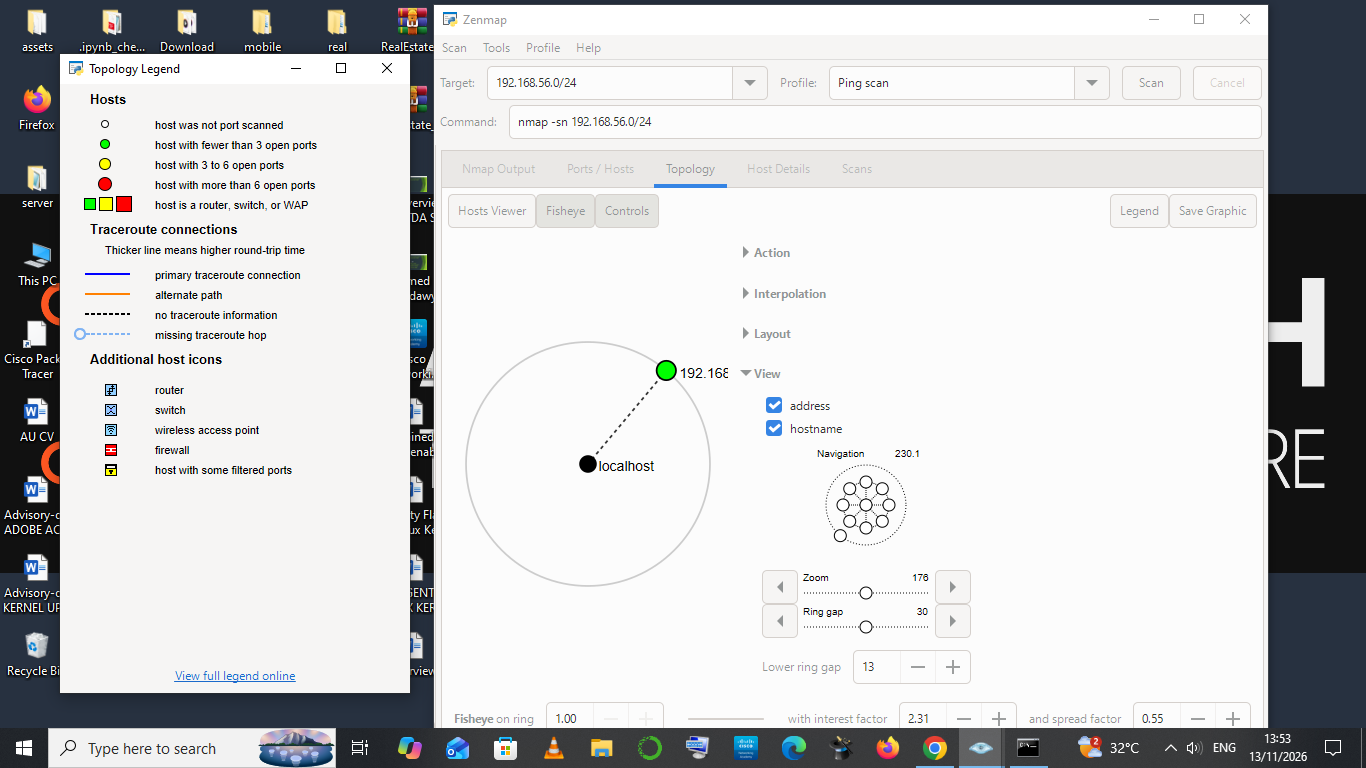 assets
.ipynb_che...
Download
mobile
real
RealEstate
Firefox
server
This PC
Cisco Pack
Tracer
AU CV
Advisory-c
ADOBE AC
Advisory-c
KERNEL UP
Recycle Bi
Topology Legend
Hosts
host was not port scanned
host with fewer than 3 open ports
host with 3 to 6 open ports
host with more than 6 open ports
host is a router, switch, or WAP
Traceroute connections
Thicker line means higher round-trip time
primary traceroute connection
alternate path
no traceroute information
missing traceroute hop
Additional host icons
router
switch
wireless access point
firewall
host with some filtered ports
View full legend online
Zenmap
Scan Tools Profile Help
Target: 192.168.56.0/24 Profile: Ping scan Scan Cancel
Command: nmap -sn 192.168.56.0/24
Nmap Output Ports / Hosts Topology Host Details Scans
Hosts Viewer Fisheye Controls Legend Save Graphic
Action
Interpolation
Layout
View
address
hostname
Navigation 230.1
Zoom 176
Ring gap 30
Lower ring gap 13
192.168
localhost
Fisheye on ring 1.00 with interest factor 2.31 and spread factor 0.55
H
RE
Type here to search
2
32°C
ENG
13:53
13/11/2026